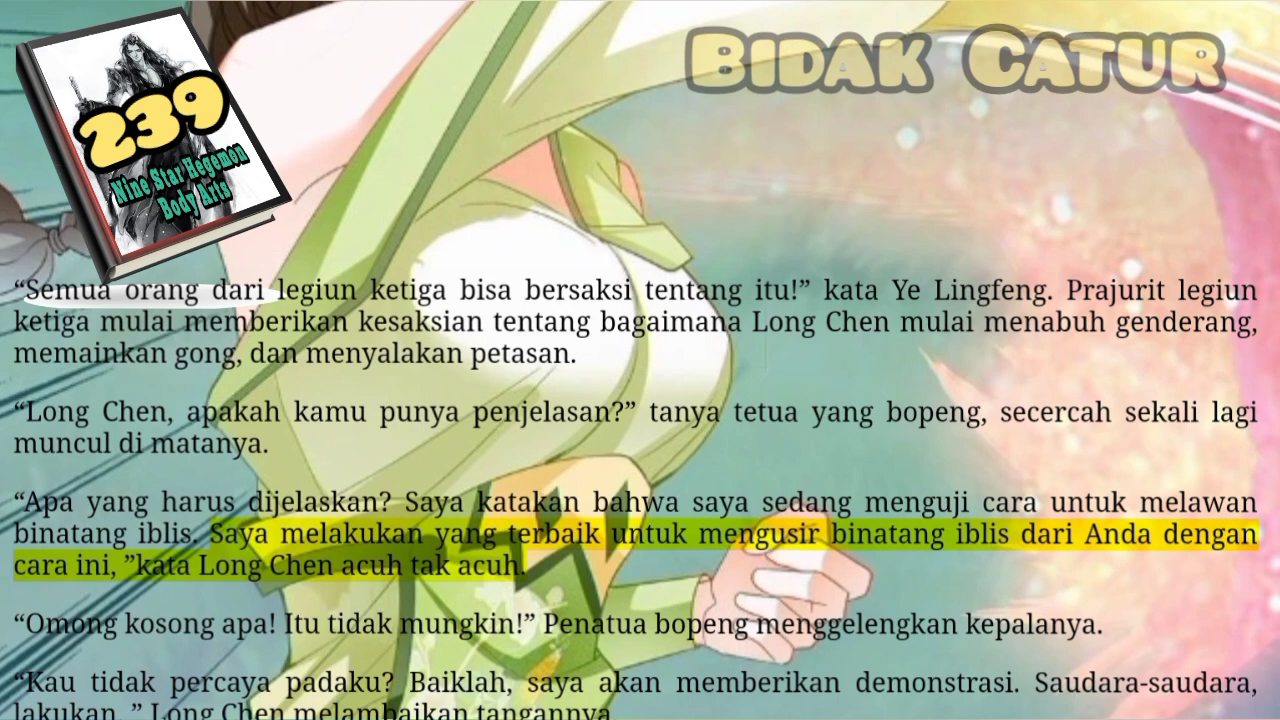 Bidak Catur
239
Nine Star Hegemon
Body Arts
“Semua orang dari legiun ketiga bisa bersaksi tentang itu!” kata Ye Lingfeng. Prajurit legiun
ketiga mulai memberikan kesaksian tentang bagaimana Long Chen mulai menabuh genderang,
memainkan gong, dan menyalakan petasan.
“Long Chen, apakah kamu punya penjelasan?” tanya tetua yang bopeng, secercah sekali lagi
muncul di matanya.
“Apa yang harus dijelaskan? Saya katakan bahwa saya sedang menguji cara untuk melawan
binatang iblis. Saya melakukan yang terbaik untuk mengusir binatang iblis dari Anda dengan
cara ini, ”kata Long Chen acuh tak acuh.
“Omong kosong apa! Itu tidak mungkin!” Penatua bopeng menggelengkan kepalanya.
“Kau tidak percaya padaku? Baiklah, saya akan memberikan demonstrasi. Saudara-saudara,
lakukan. ” Long Chen melambaikan tangannya